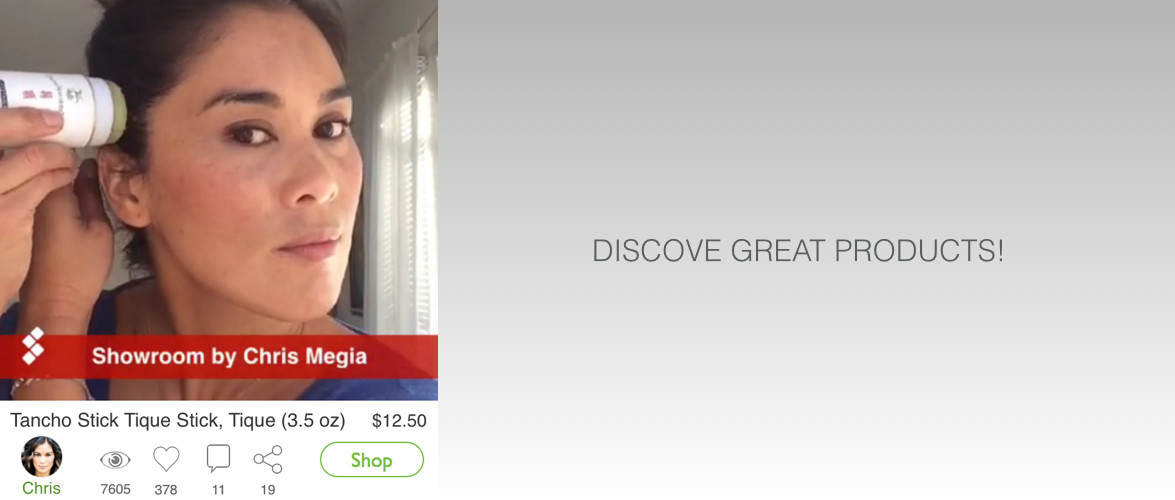 Showroom by Chris Megia
Tancho Stick Tique Stick, Tique (3.5 oz) $12.50
Shop
Chris 7605 378 11 19
DISCOVE GREAT PRODUCTS!